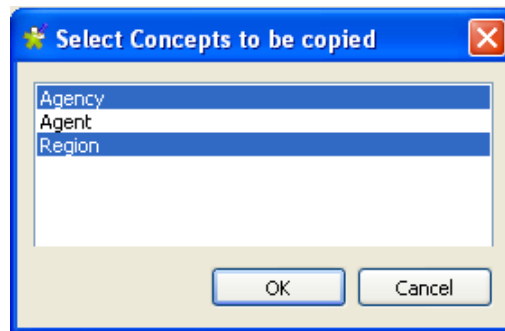 Select Concepts to be copied
Agency
Agent
Region
OK
Cancel